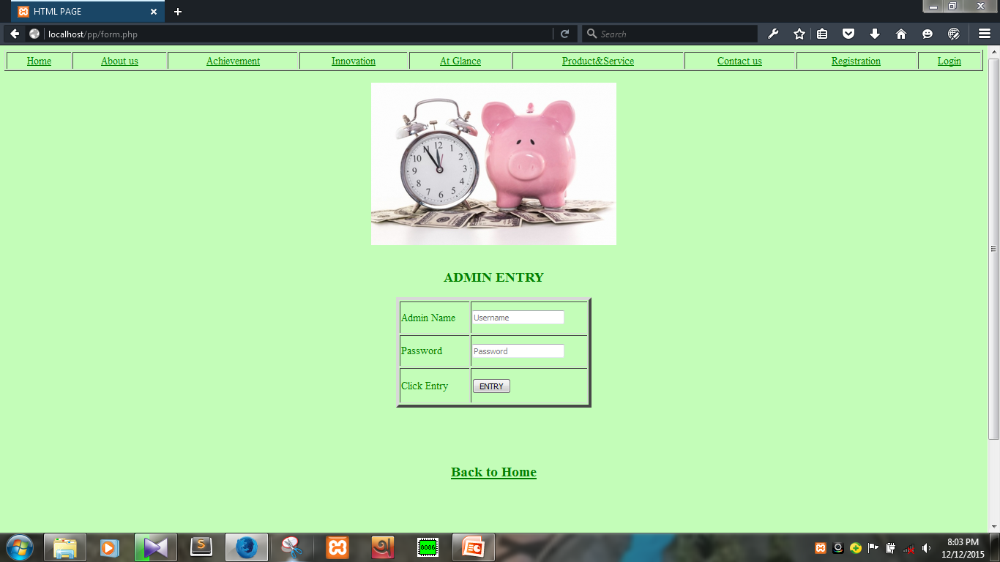 HTML PAGE
localhost/pp/form.php
Search
Home About us Achievement Innovation At Glance Product&Service Contact us Registration Login
12 1 2 3 4 5 6 7 8 9 10 11
ADMIN ENTRY
Admin Name Username
Password Password
Click Entry ENTRY
Back to Home
S
8086
8:03 PM
12/12/2015